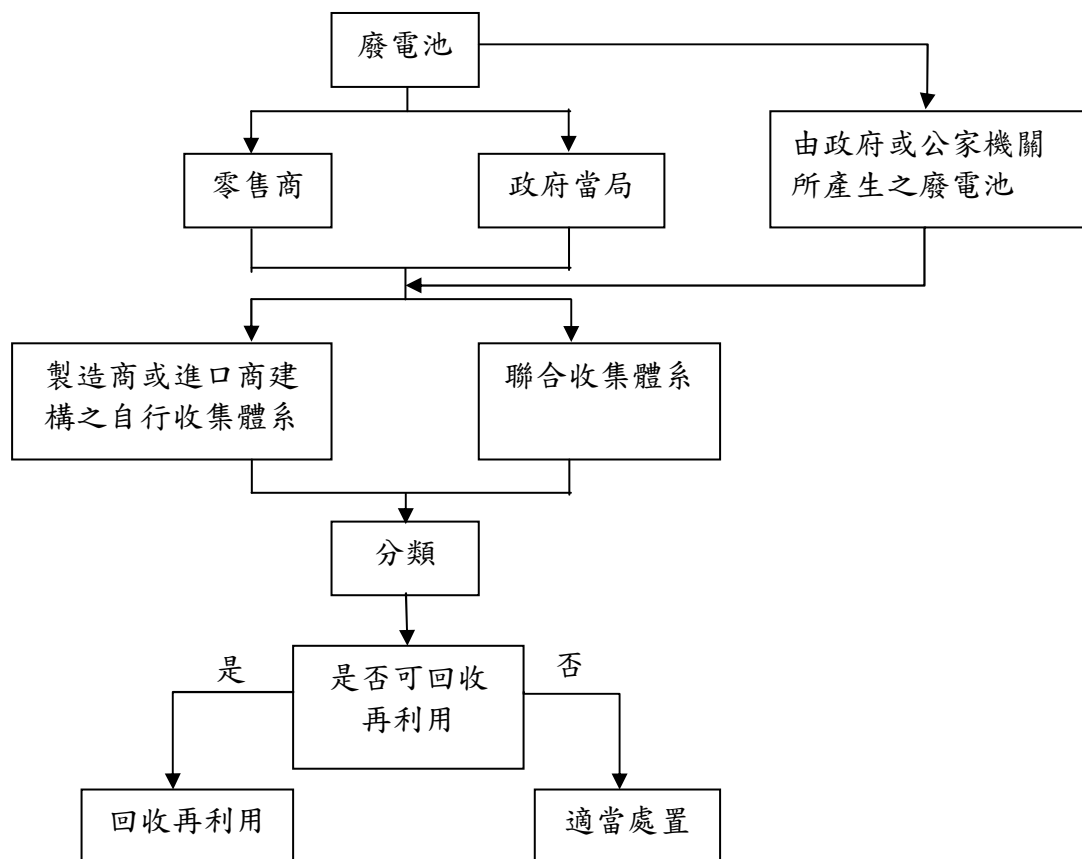 廢電池
零售商
政府當局
由政府或公家機關
所產生之廢電池
製造商或進口商建
構之自行收集體系
聯合收集體系
分類
是
是否可回收
再利用
否
回收再利用
適當處置